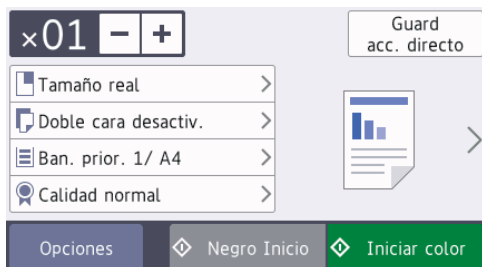 ×01 - +
Guard
acc. directo
Tamaño real
Doble cara desactiv.
Ban. prior. 1/ A4
Calidad normal
Opciones
Negro Inicio
Iniciar color